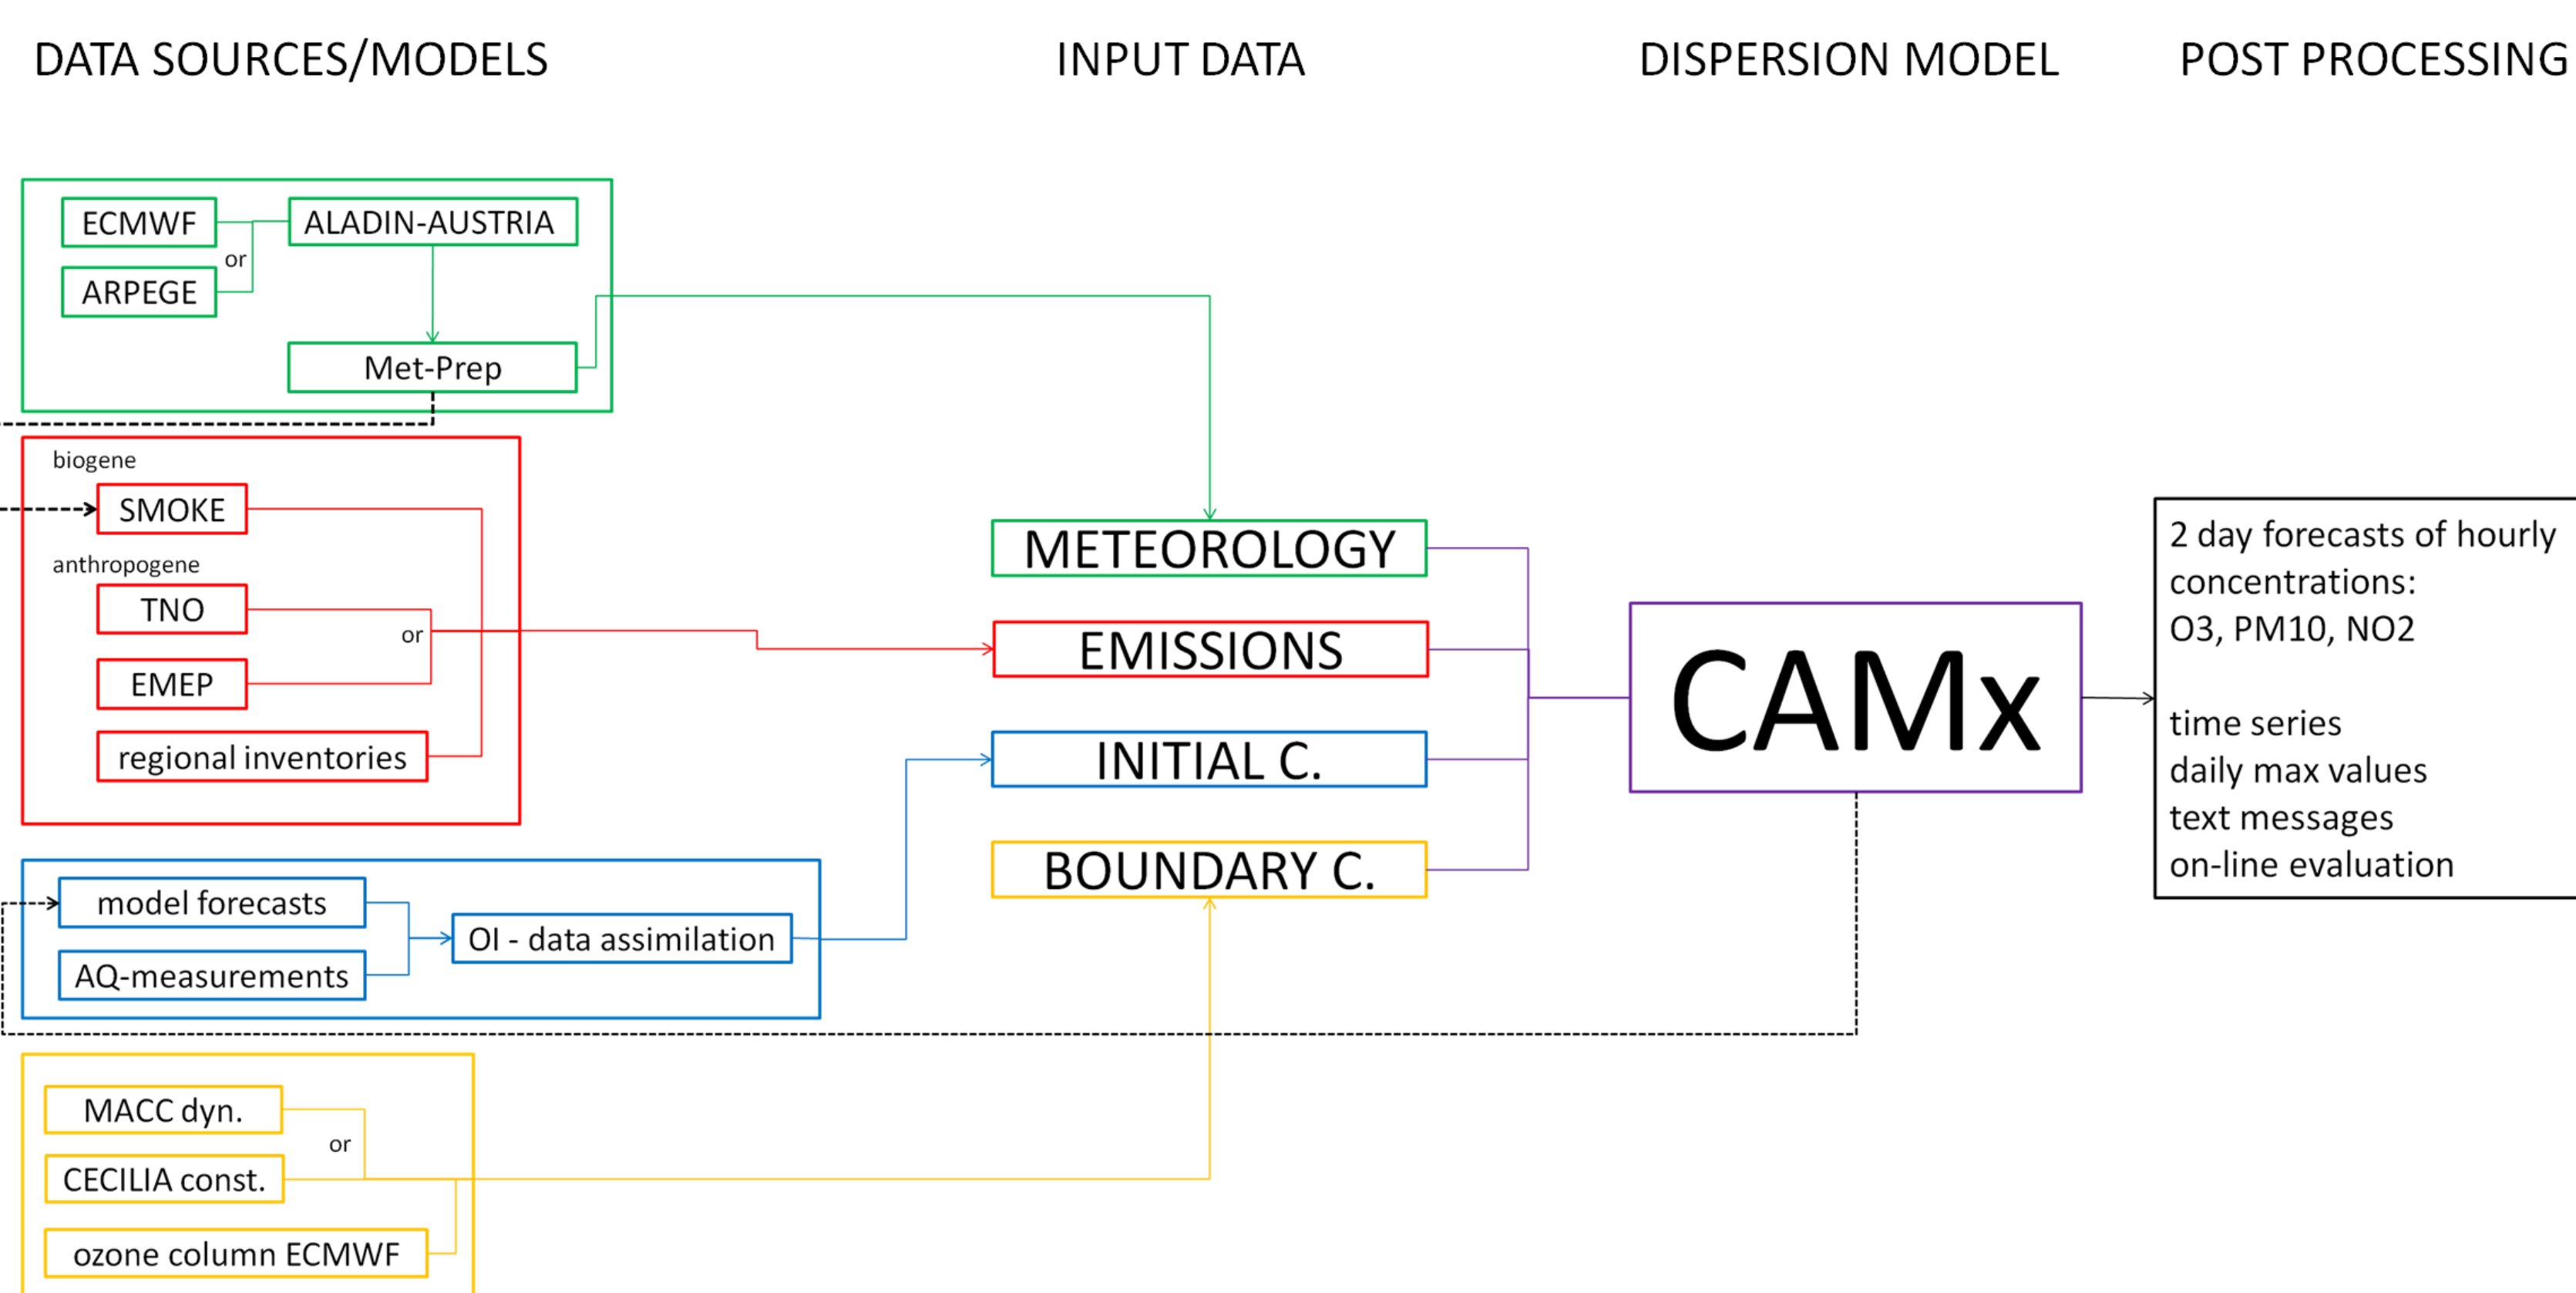 DATA SOURCES/MODELS
INPUT DATA
DISPERSION MODEL
POST PROCESSING
ECMWF
ALADIN-AUSTRIA
or
ARPEGE
Met-Prep
biogene
SMOKE
anthropogene
TNO
or
EMEP
regional inventories
model forecasts
AQ-measurements
OI - data assimilation
MACC dyn.
or
CECILIA const.
ozone column ECMWF
METEOROLOGY
EMISSIONS
INITIAL C.
BOUNDARY C.
CAMx
2 day forecasts of hourly
concentrations:
O3, PM10, NO2
time series
daily max values
text messages
on-line evaluation